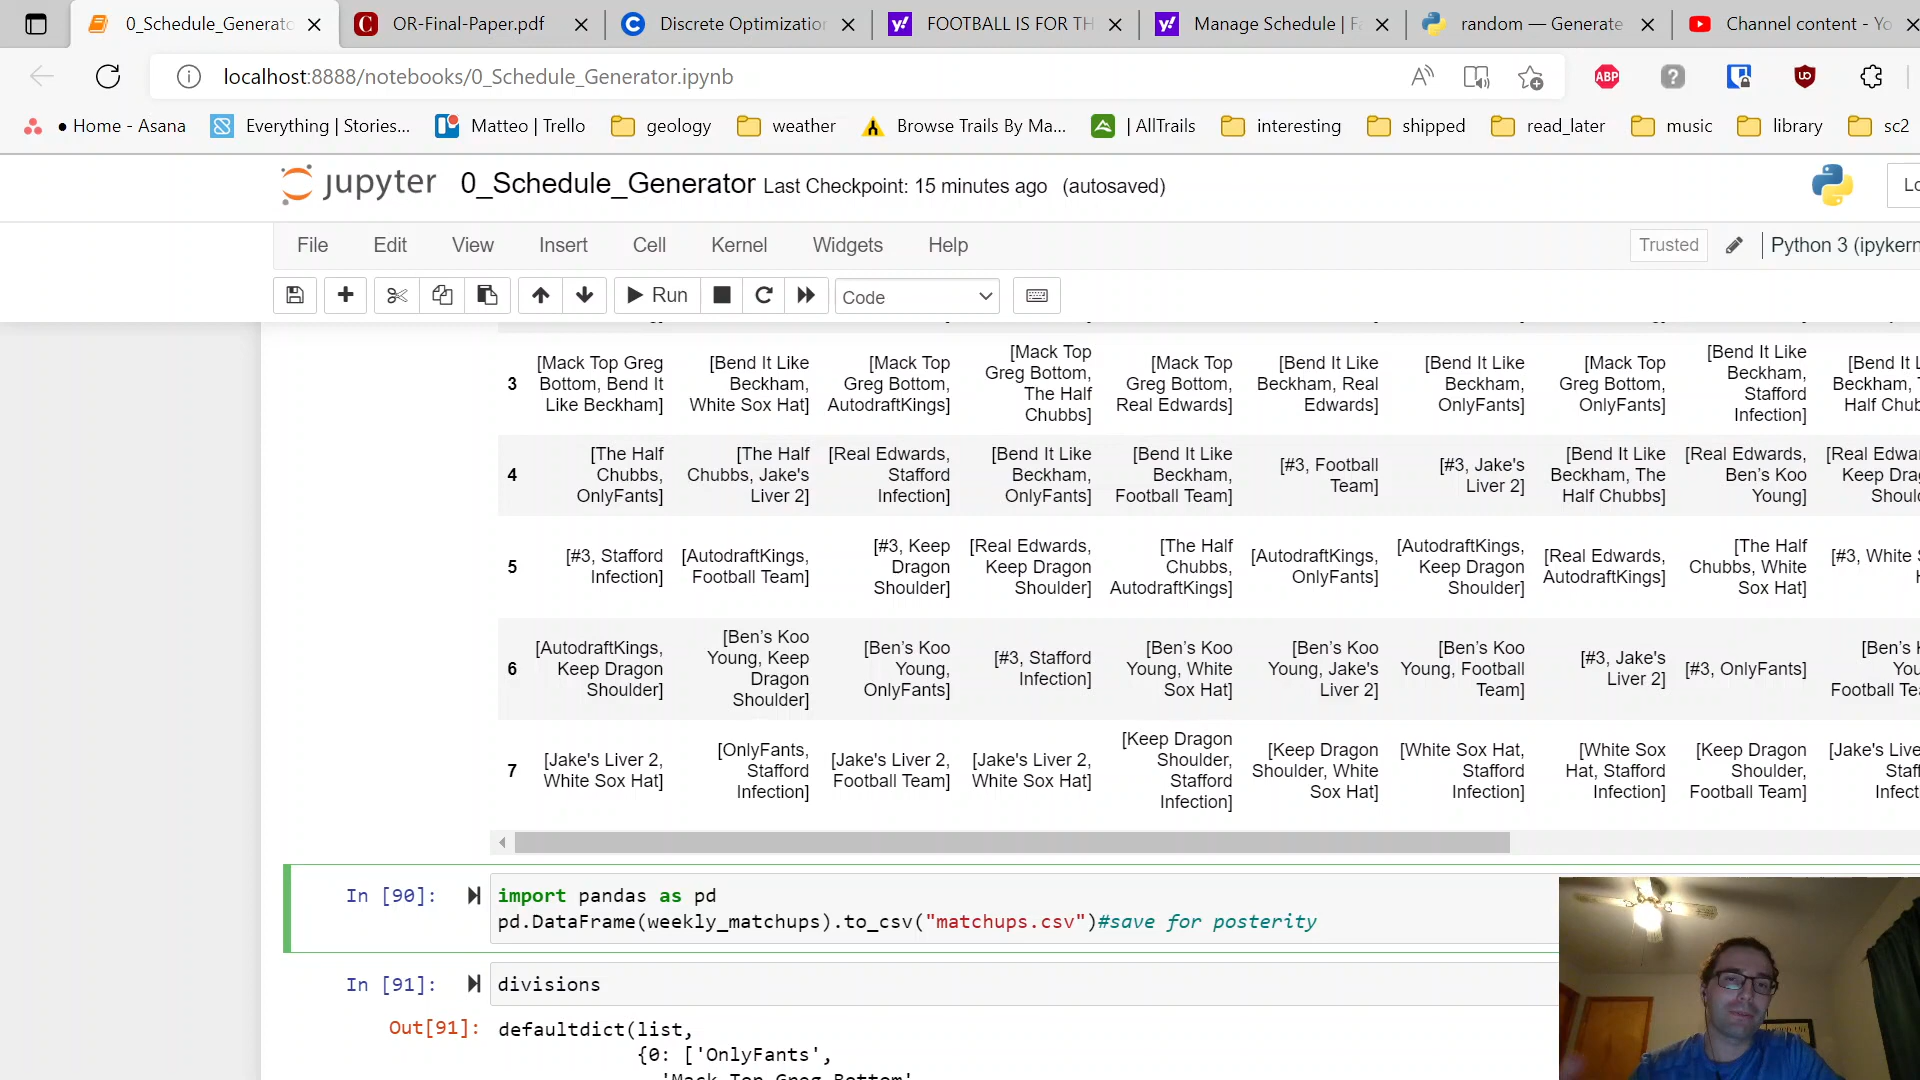 0_Schedule_Generato
OR-Final-Paper.pdf
Discrete Optimization
FOOTBALL IS FOR TH
Manage Schedule | Fa
random — Generate
Channel content - Yo
localhost:8888/notebooks/0_Schedule_Generator.ipynb
● Home - Asana
Everything | Stories...
Matteo | Trello
geology
weather
Browse Trails By Ma...
| AllTrails
interesting
shipped
read_later
music
library
sc2
jupyter 0_Schedule_Generator Last Checkpoint: 15 minutes ago (autosaved)
File Edit View Insert Cell Kernel Widgets Help
Trusted
Python 3 (ipykern
Run
Code
3
[Mack Top Greg
Bottom, Bend It
Like Beckham]
[Bend It Like
Beckham,
White Sox Hat]
[Mack Top
Greg Bottom,
AutodraftKings]
[Mack Top
Greg Bottom,
The Half
Chubbs]
[Mack Top
Greg Bottom,
Real Edwards]
[Bend It Like
Beckham, Real
Edwards]
[Bend It Like
Beckham,
OnlyFants]
[Mack Top
Greg Bottom,
OnlyFants]
[Bend It Like
Beckham,
Stafford
Infection]
[Bend It
Beckham,
Half Chub
4
[The Half
Chubbs,
OnlyFants]
[The Half
Chubbs, Jake's
Liver 2]
[Real Edwards,
Stafford
Infection]
[Bend It Like
Beckham,
OnlyFants]
[Bend It Like
Beckham,
Football Team]
[#3, Football
Team]
[#3, Jake's
Liver 2]
[Bend It Like
Beckham, The
Half Chubbs]
[Real Edwards,
Ben's Koo
Young]
[Real Edwa
Keep Drag
Shoul
5
[#3, Stafford
Infection]
[AutodraftKings,
Football Team]
[#3, Keep
Dragon
Shoulder]
[Real Edwards,
Keep Dragon
Shoulder]
[The Half
Chubbs,
AutodraftKings]
[AutodraftKings,
OnlyFants]
[AutodraftKings,
Keep Dragon
Shoulder]
[Real Edwards,
AutodraftKings]
[The Half
Chubbs, White
Sox Hat]
[#3, White S
6
[AutodraftKings,
Keep Dragon
Shoulder]
[Ben’s Koo
Young, Keep
Dragon
Shoulder]
[Ben’s Koo
Young,
OnlyFants]
[#3, Stafford
Infection]
[Ben’s Koo
Young, White
Sox Hat]
[Ben’s Koo
Young, Jake's
Liver 2]
[Ben’s Koo
Young, Football
Team]
[#3, Jake's
Liver 2]
[#3, OnlyFants]
[Ben’s K
You
Football Te
7
[Jake's Liver 2,
White Sox Hat]
[OnlyFants,
Stafford
Infection]
[Jake's Liver 2,
Football Team]
[Jake's Liver 2,
White Sox Hat]
[Keep Dragon
Shoulder,
Stafford
Infection]
[Keep Dragon
Shoulder, White
Sox Hat]
[White Sox Hat,
Stafford
Infection]
[White Sox
Hat, Stafford
Infection]
[Keep Dragon
Shoulder,
Football Team]
[Jake's Live
Staff
Infect
In [90]:
import pandas as pd
pd.DataFrame(weekly_matchups).to_csv("matchups.csv")#save for posterity
In [91]:
divisions
Out[91]:
defaultdict(list,
{0: ['OnlyFants',
'Mack Top Greg Bottom'